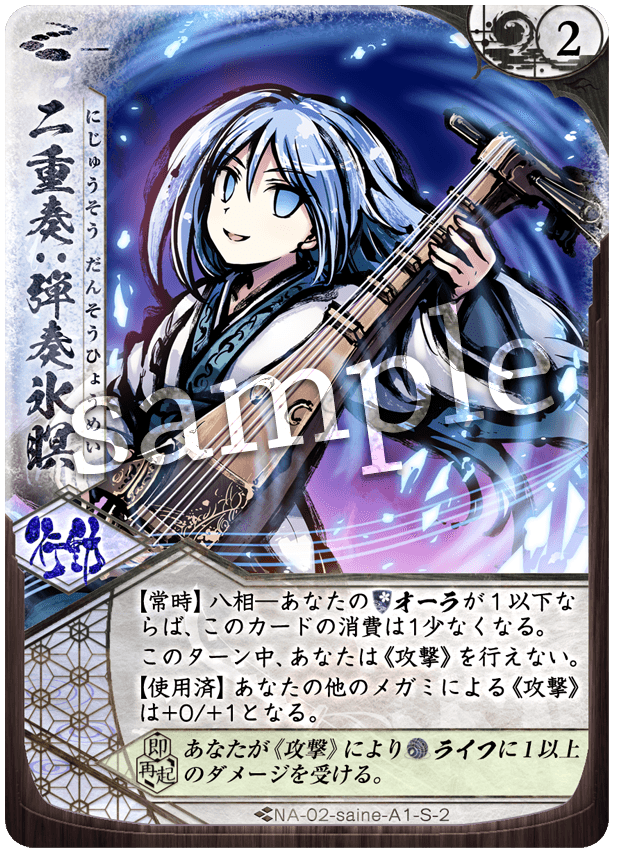 2
二重奏:弾奏氷瞑
にじゅうそう だんそうひょうめい
sample
行動
【常時】八相─あなたのオーラが1以下な
らば、このカードの消費は1少なくなる。
このターン中、あなたは《攻撃》を行えない。
【使用済】あなたの他のメガミによる《攻撃》
は+0/+1となる。
即再起
あなたが《攻撃》によりライフに1以上
のダメージを受ける。
NA-02-saine-A1-S-2